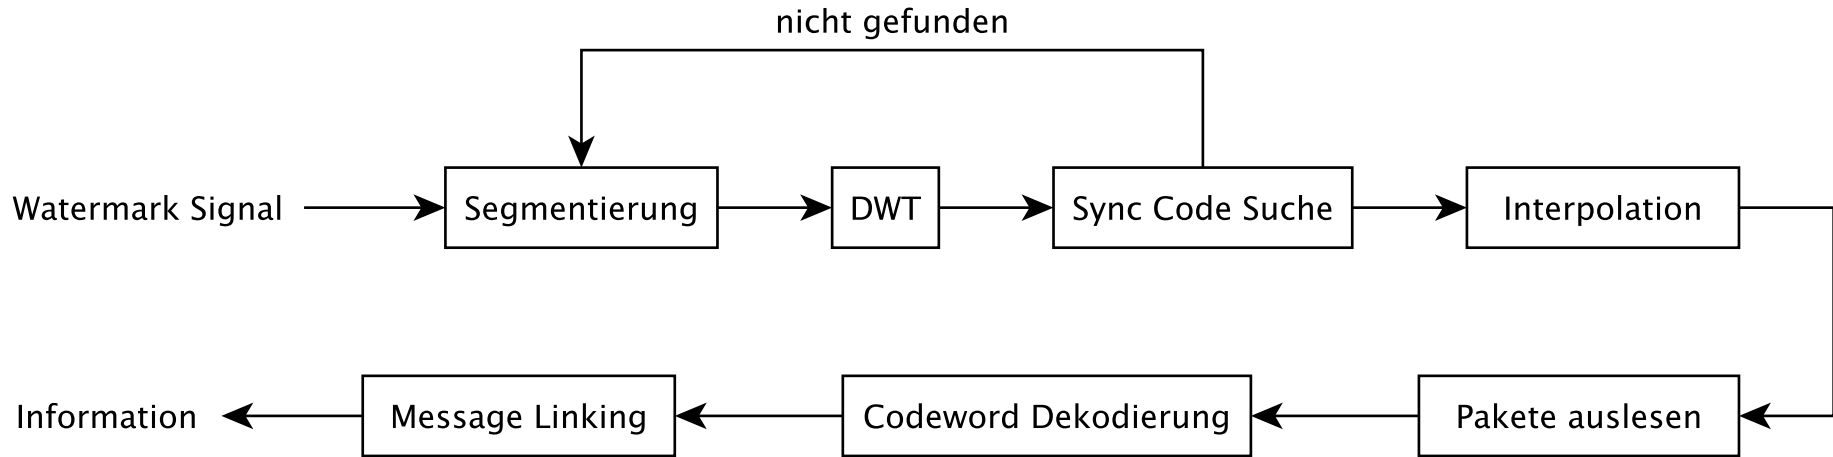 nicht gefunden
Watermark Signal
Segmentierung
DWT
Sync Code Suche
Interpolation
Pakete auslesen
Codeword Dekodierung
Message Linking
Information